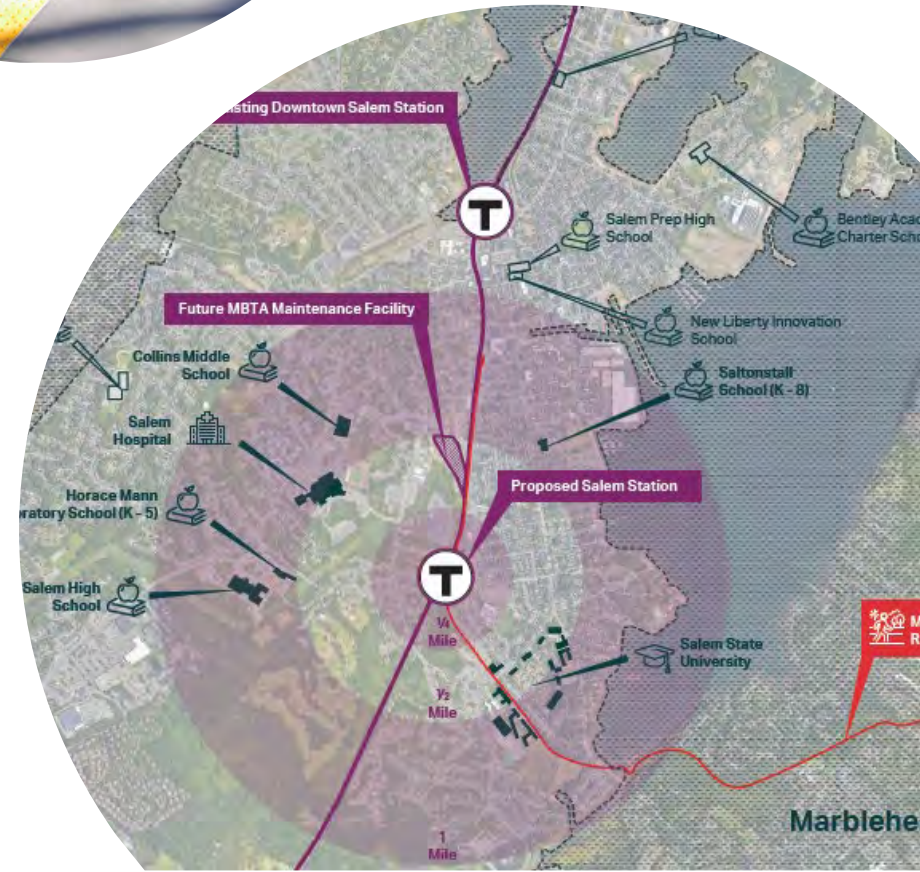 isting Downtown Salem Station
T
Salem Prep High
School
Bentley Acad
Charter Scho
Future MBTA Maintenance Facility
New Liberty Innovation
School
Collins Middle
School
Saltonstall
School (K - 8)
Salem
Hospital
Proposed Salem Station
Horace Mann
ratory School (K - 5)
T
Salem High
School
1/4
Mile
Salem State
University
M
R
1/2
Mile
Marblehe
1
Mile